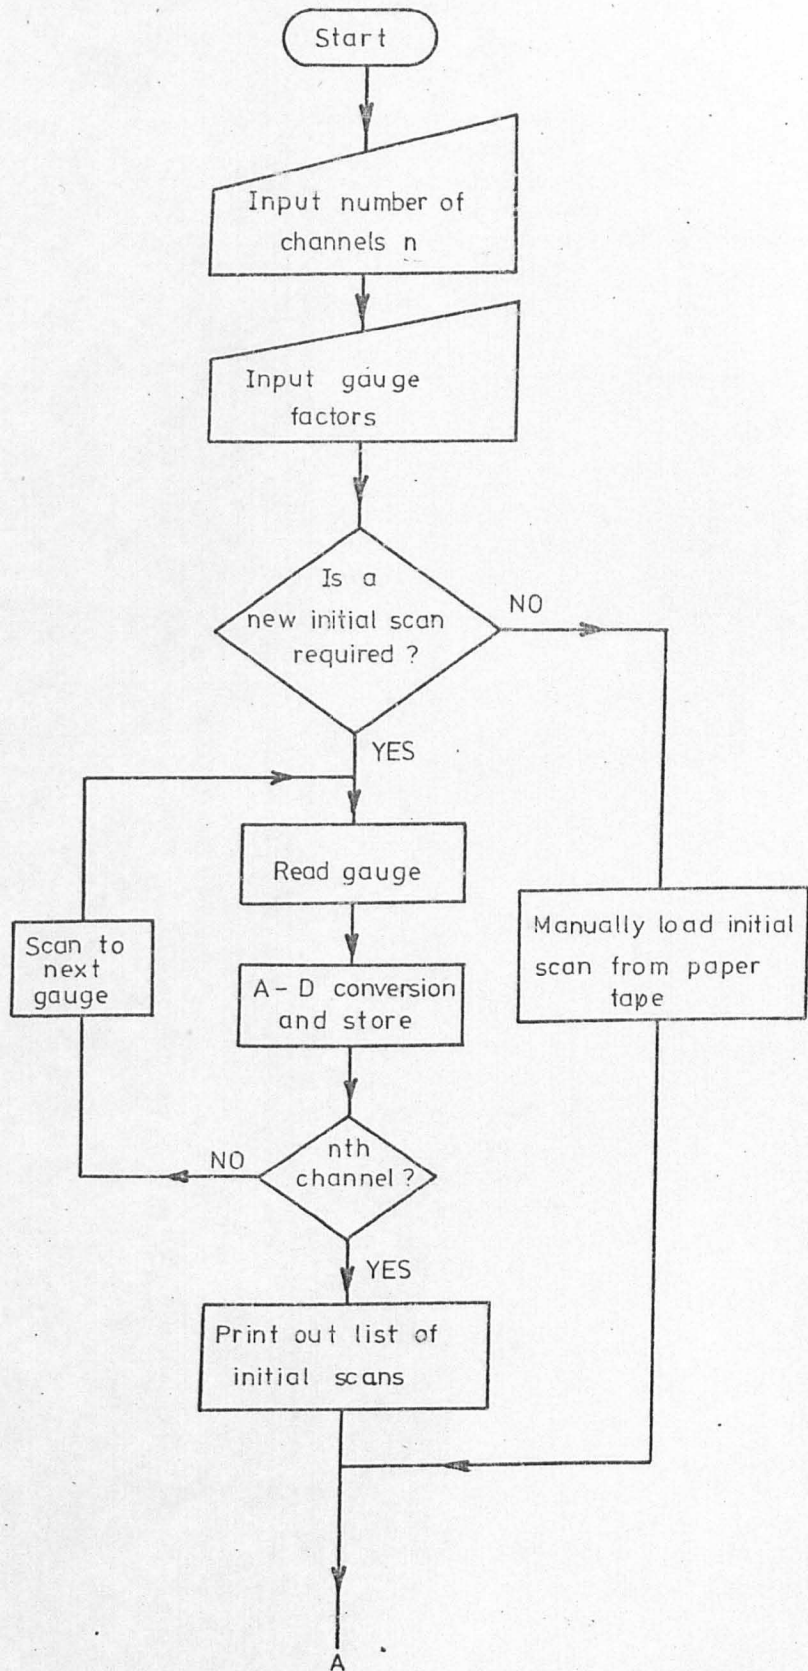 Start
Input number of
channels n
Input gauge
factors
Is a
new initial scan
required ?
NO
YES
Read gauge
Manually load initial
scan from paper
tape
Scan to
next
gauge
A - D conversion
and store
nth
channel ?
NO
YES
Print out list of
initial scans
A